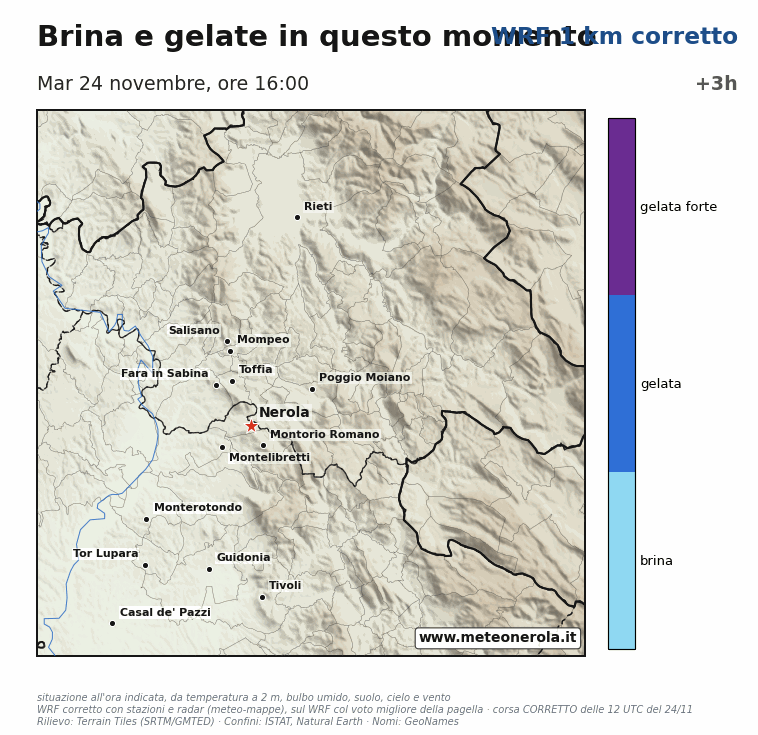 Brina e gelate in questo momento
WRF 1 km corretto
Mar 24 novembre, ore 16:00
+3h
Rieti
Salisano
Mompeo
Fara in Sabina
Toffia
Poggio Moiano
Nerola
Montorio Romano
Montelibretti
Monterotondo
Tor Lupara
Guidonia
Tivoli
Casal de' Pazzi
www.meteonerola.it
gelata forte
gelata
brina
situazione all'ora indicata, da temperatura a 2 m, bulbo umido, suolo, cielo e vento
WRF corretto con stazioni e radar (meteo-mappe), sul WRF col voto migliore della pagella · corsa CORRETTO delle 12 UTC del 24/11
Rilievo: Terrain Tiles (SRTM/GMTED) · Confini: ISTAT, Natural Earth · Nomi: GeoNames